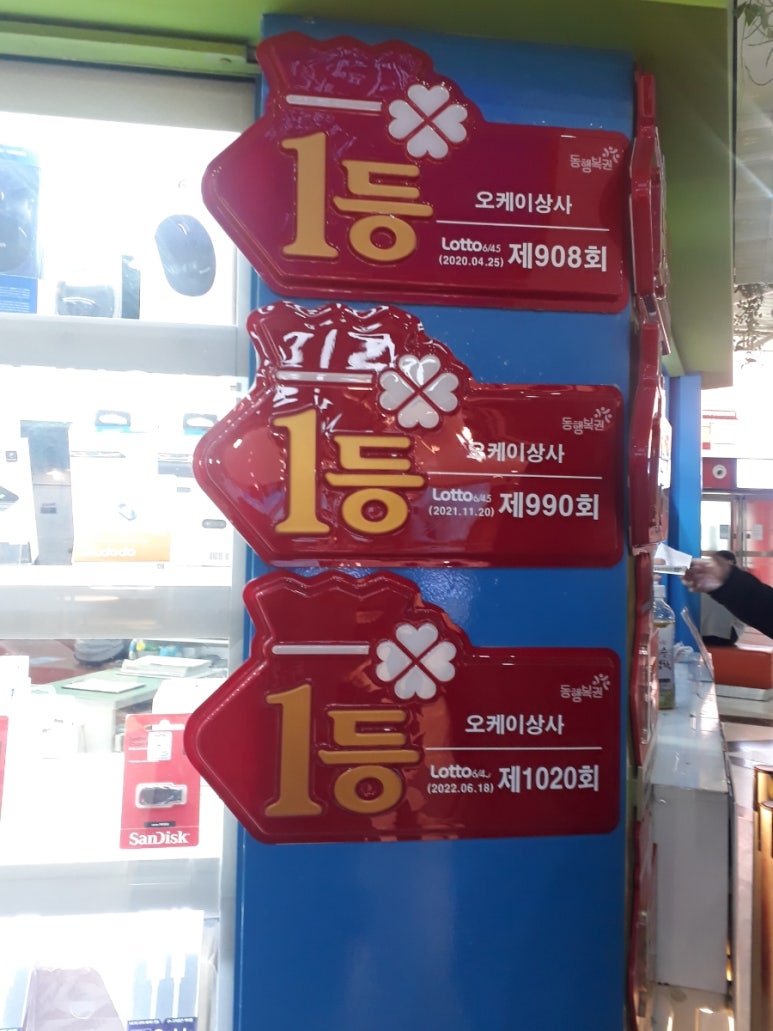 1등
동행복권
오케이상사
Lotto6/45
(2020.04.25) 제908회
1등
동행복권
오케이상사
Lotto6/45
(2021.11.20) 제990회
1등
동행복권
오케이상사
Lotto6/4
(2022.06.18) 제1020회
SanDisk